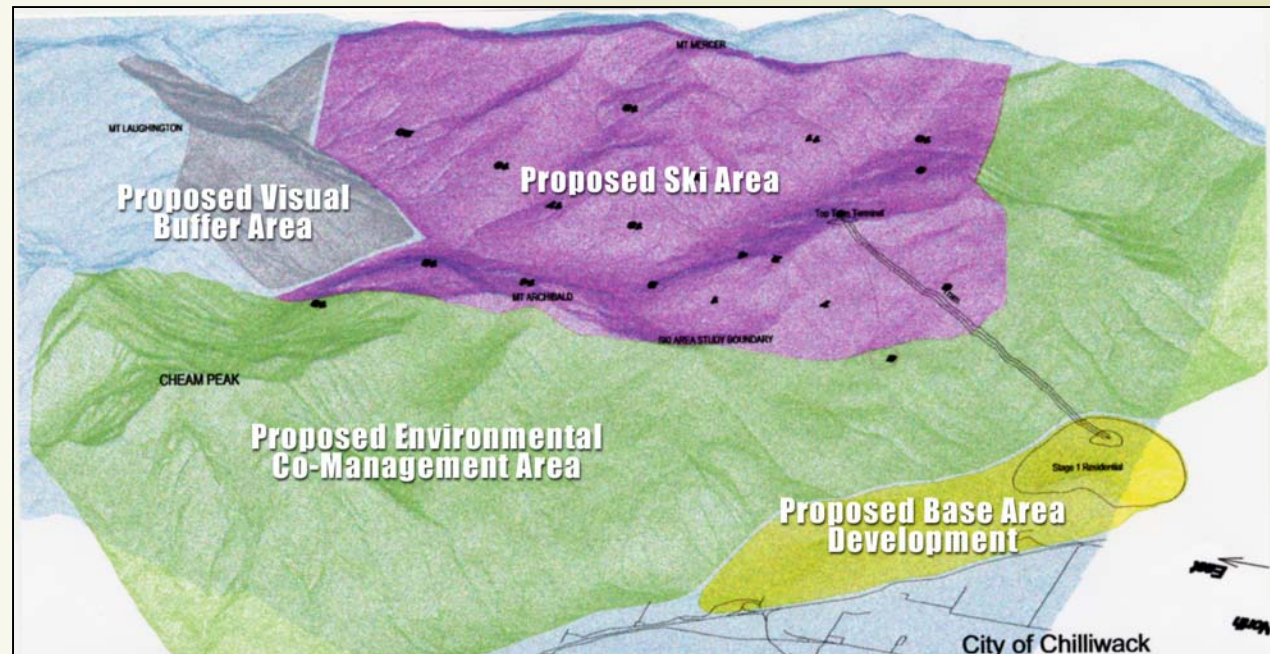 MT MERCER
MT LAUGHINGTON
Proposed Visual
Buffer Area
Proposed Ski Area
Top Tram Terminal
Tram
MT ARCHIBALD
SKI AREA STUDY BOUNDARY
CHEAM PEAK
Proposed Environmental
Co-Management Area
Stage 1 Residential
Proposed Base Area
Development
East
North
City of Chilliwack